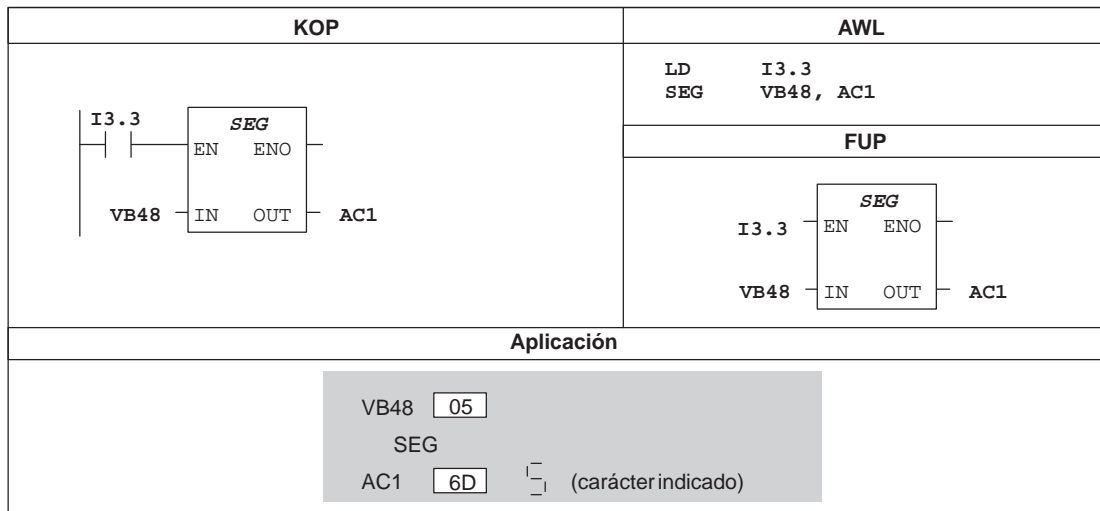 KOP
I3.3
SEG
EN ENO
VB48 IN OUT AC1
AWL
LD I3.3
SEG VB48, AC1
FUP
SEG
I3.3 EN ENO
VB48 IN OUT AC1
Aplicación
VB48 05
SEG
AC1 6D (carácter indicado)